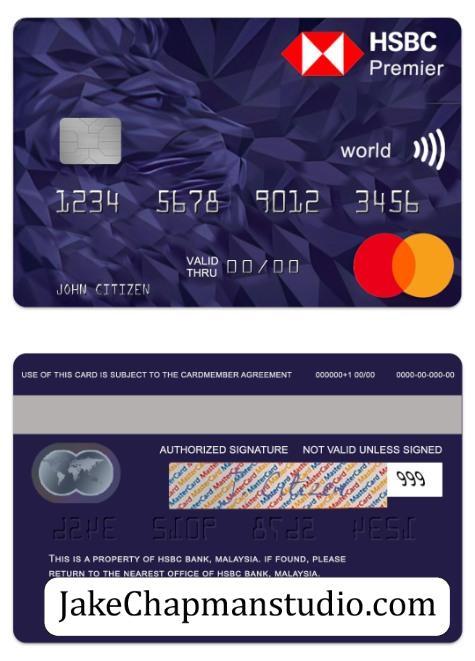 HSBC
Premier
world
1234 5678 9012 3456
VALID
THRU 00/00
JOHN CITIZEN
USE OF THIS CARD IS SUBJECT TO THE CARDMEMBER AGREEMENT 000000+1 00/00 0000-00-000-00
AUTHORIZED SIGNATURE NOT VALID UNLESS SIGNED
MasterCard MasterCard MasterCard
999
THIS IS A PROPERTY OF HSBC BANK, MALAYSIA. IF FOUND, PLEASE
RETURN TO THE NEAREST OFFICE OF HSBC BANK, MALAYSIA.
JakeChapmanstudio.com